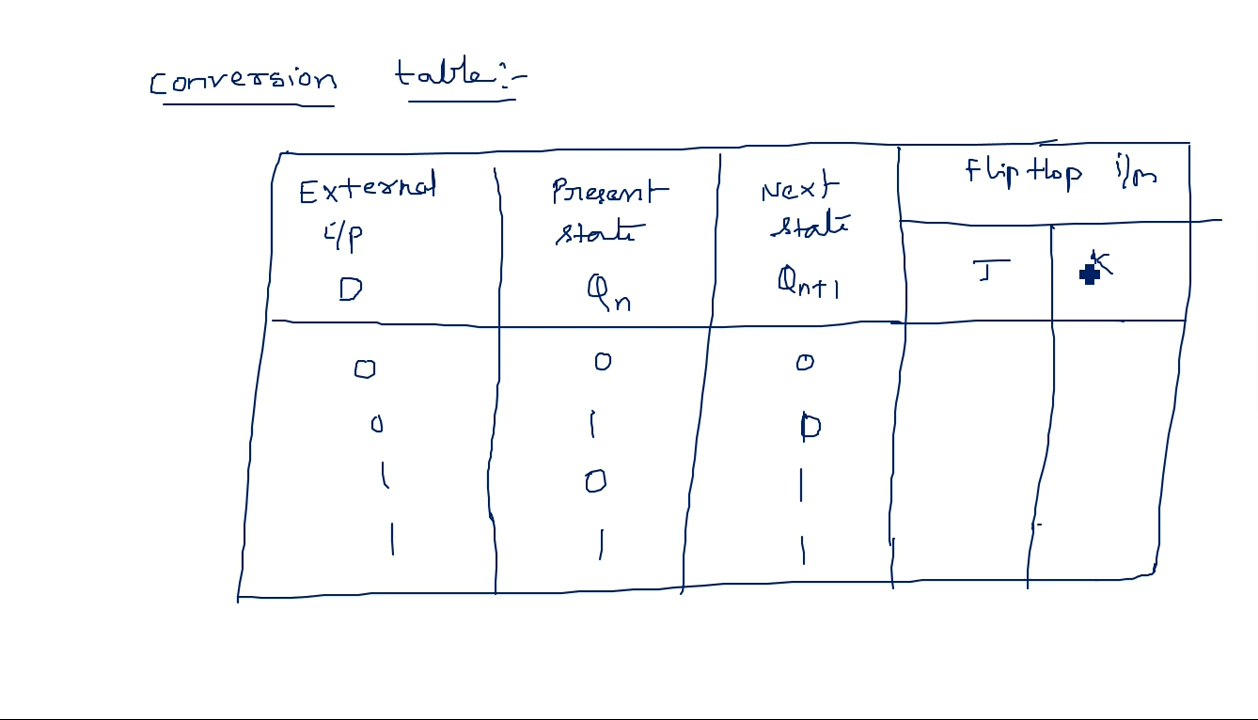 Conversion table:-
External i/p D
Present state Qn
Next state Qn+1
Flip flop i/ps
J K
0 0 0
0 1 0
1 0 1
1 1 1